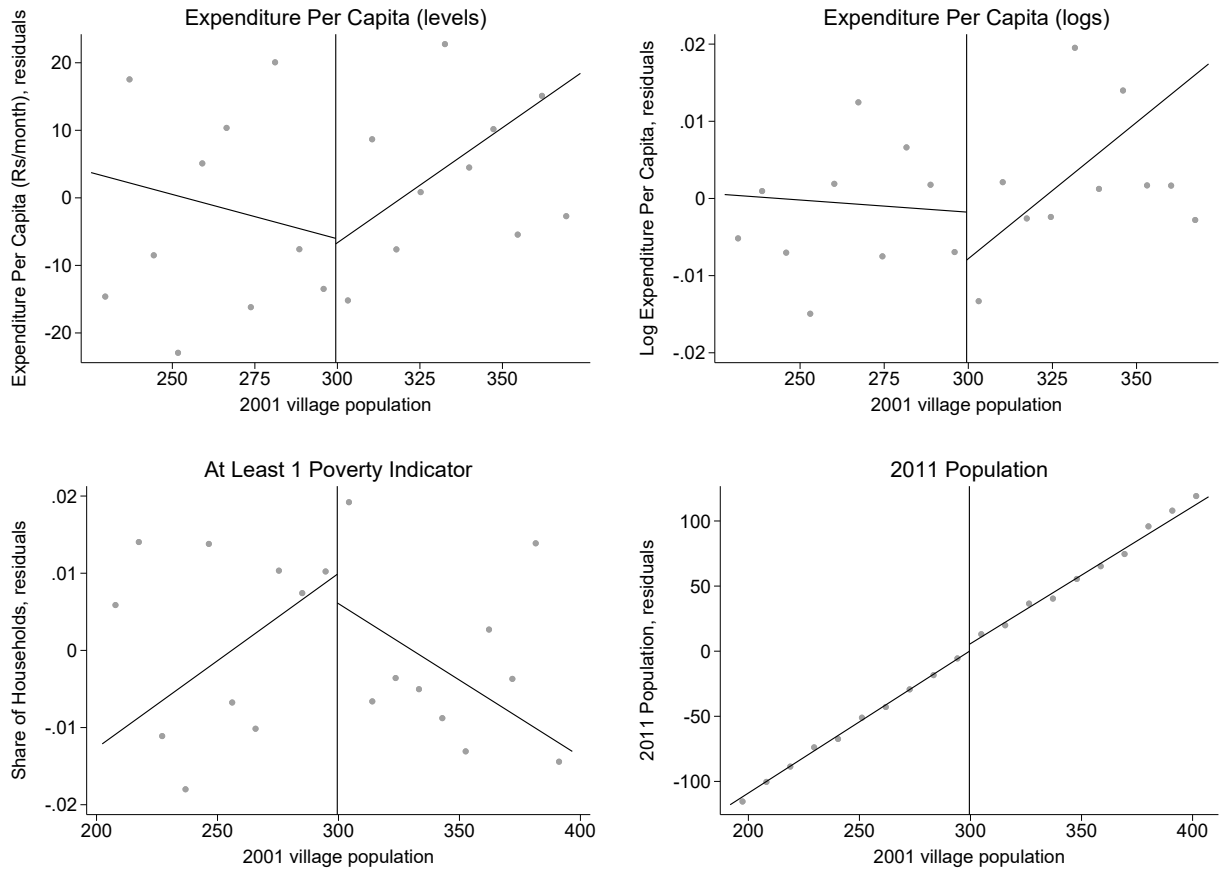 Expenditure Per Capita (levels)
Expenditure Per Capita (Rs/month), residuals
20
10
0
-10
-20
250 275 300 325 350
2001 village population
Expenditure Per Capita (logs)
Log Expenditure Per Capita, residuals
.02
.01
0
-.01
-.02
250 275 300 325 350
2001 village population
At Least 1 Poverty Indicator
Share of Households, residuals
.02
.01
0
-.01
-.02
200 250 300 350 400
2001 village population
2011 Population
2011 Population, residuals
100
50
0
-50
-100
200 250 300 350 400
2001 village population